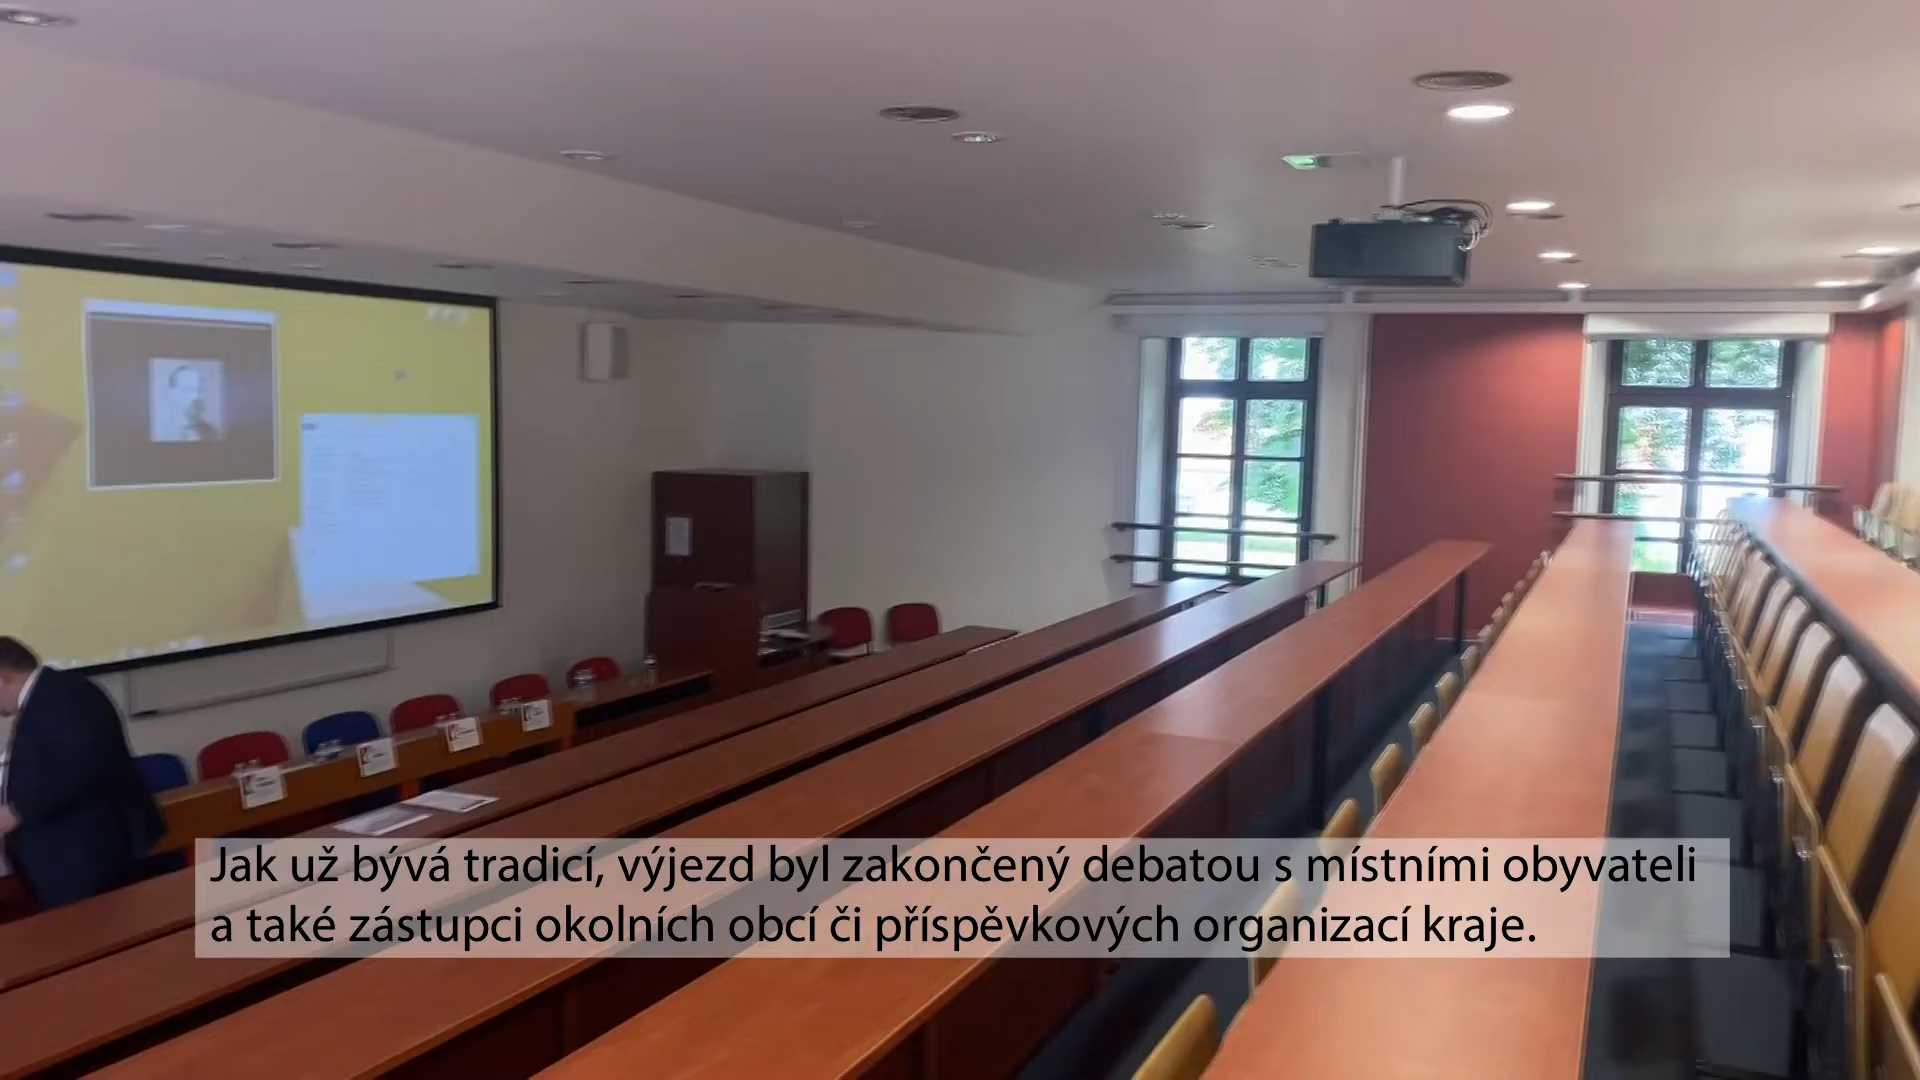 Jak už bývá tradicí, výjezd byl zakončený debatou s místními obyvateli
a také zástupci okolních obcí či příspěvkových organizací kraje.